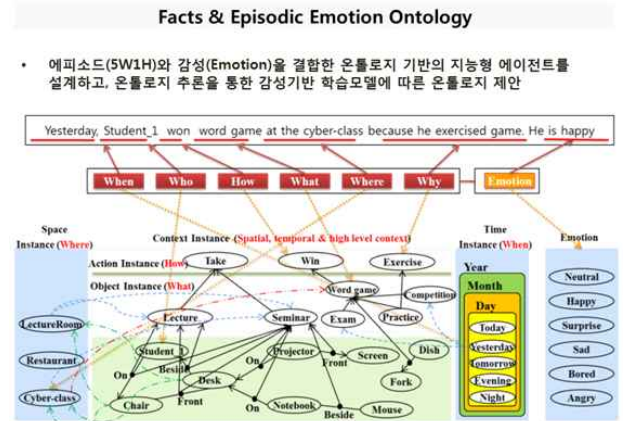 Facts & Episodic Emotion Ontology
• 에피소드(5W1H)와 감성(Emotion)을 결합한 온톨로지 기반의 지능형 에이전트를
설계하고, 온톨로지 추론을 통한 감성기반 학습모델에 따른 온톨로지 제안
Yesterday, Student_1 won word game at the cyber-class because he exercised game. He is happy
When Who How What Where Why Emotion
Space
Instance (Where)
Context Instance (Spatial, temporal & high level context)
Time
Instance (When)
Emotion
Action Instance (How)
Take Win Exercise
Object Instance (What)
Word game
Competition
Lecture Seminar Exam Practice
LectureRoom
Restaurant
Cyber-class
Student_1
Projector
Screen
Dish
On
Beside
Desk
On
Front
Fork
Chair
Front
On
Notebook
Beside
Mouse
Year
Month
Day
Today
Yesterday
Tomorrow
Evening
Night
Neutral
Happy
Surprise
Sad
Bored
Angry